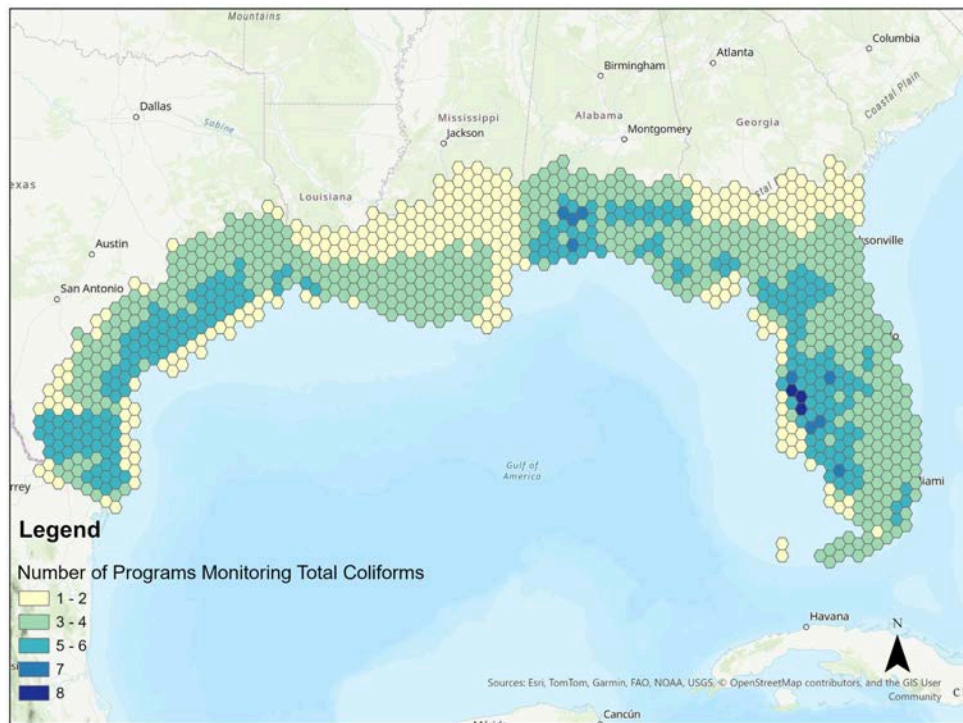 Mountains
Columbia
Atlanta
Birmingham
Dallas
Coastal Plain
Sabine
Mississippi
Alabama
Georgia
Jackson
Montgomery
exas
Louisiana
Austin
cksonville
San Antonio
Gulf of
America
iami
rrey
Legend
Number of Programs Monitoring Total Coliforms
1 - 2
3 - 4
5 - 6
7
8
Havana
N
Sources: Esri, TomTom, Garmin, FAO, NOAA, USGS, © OpenStreetMap contributors, and the GIS User
Community
Cancún